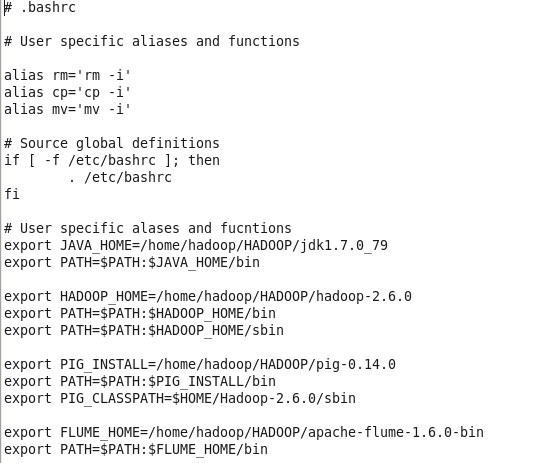 # .bashrc
# User specific aliases and functions
alias rm='rm -i'
alias cp='cp -i'
alias mv='mv -i'
# Source global definitions
if [ -f /etc/bashrc ]; then
        . /etc/bashrc
fi
# User specific alases and fucntions
export JAVA_HOME=/home/hadoop/HADOOP/jdk1.7.0_79
export PATH=$PATH:$JAVA_HOME/bin
export HADOOP_HOME=/home/hadoop/HADOOP/hadoop-2.6.0
export PATH=$PATH:$HADOOP_HOME/bin
export PATH=$PATH:$HADOOP_HOME/sbin
export PIG_INSTALL=/home/hadoop/HADOOP/pig-0.14.0
export PATH=$PATH:$PIG_INSTALL/bin
export PIG_CLASSPATH=$HOME/Hadoop-2.6.0/sbin
export FLUME_HOME=/home/hadoop/HADOOP/apache-flume-1.6.0-bin
export PATH=$PATH:$FLUME_HOME/bin